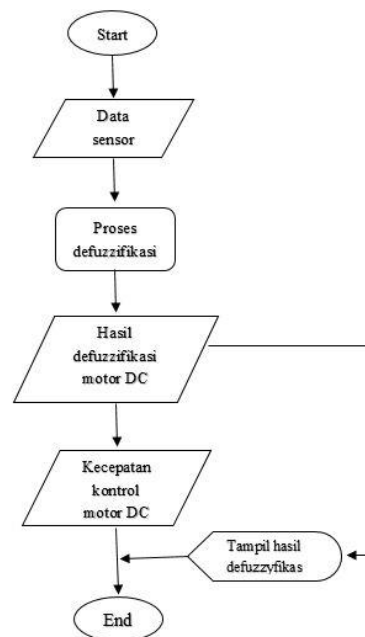 Start
Data
sensor
Proses
defuzzifikasi
Hasil
defuzzifikasi
motor DC
Kecepatan
kontrol
motor DC
Tampil hasil
defuzzyfikas
End